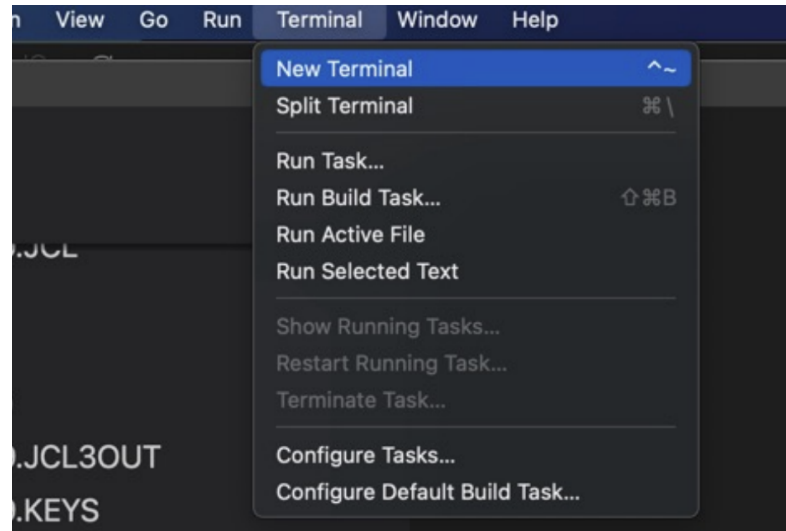 View Go Run Terminal Window Help
New Terminal ^~
Split Terminal ⌘\
Run Task...
Run Build Task... ⇧⌘B
Run Active File
.JCL
Run Selected Text
Show Running Tasks...
Restart Running Task...
Terminate Task...
.JCL3OUT
Configure Tasks...
.KEYS
Configure Default Build Task...